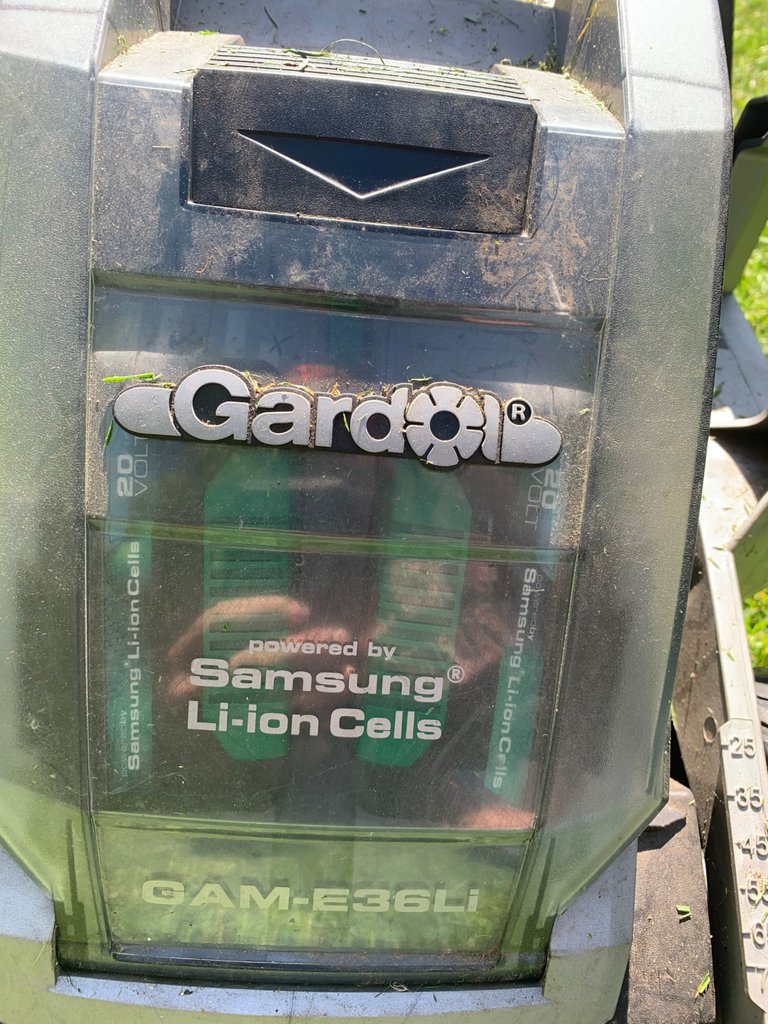 Gardol®
20
VOLT
20
VOLT
powered by
Samsung® Li-ion Cells
powered by
Samsung® Li-ion Cells
powered by
Samsung®
Li-ion Cells
GAM-E36Li
25
35
45